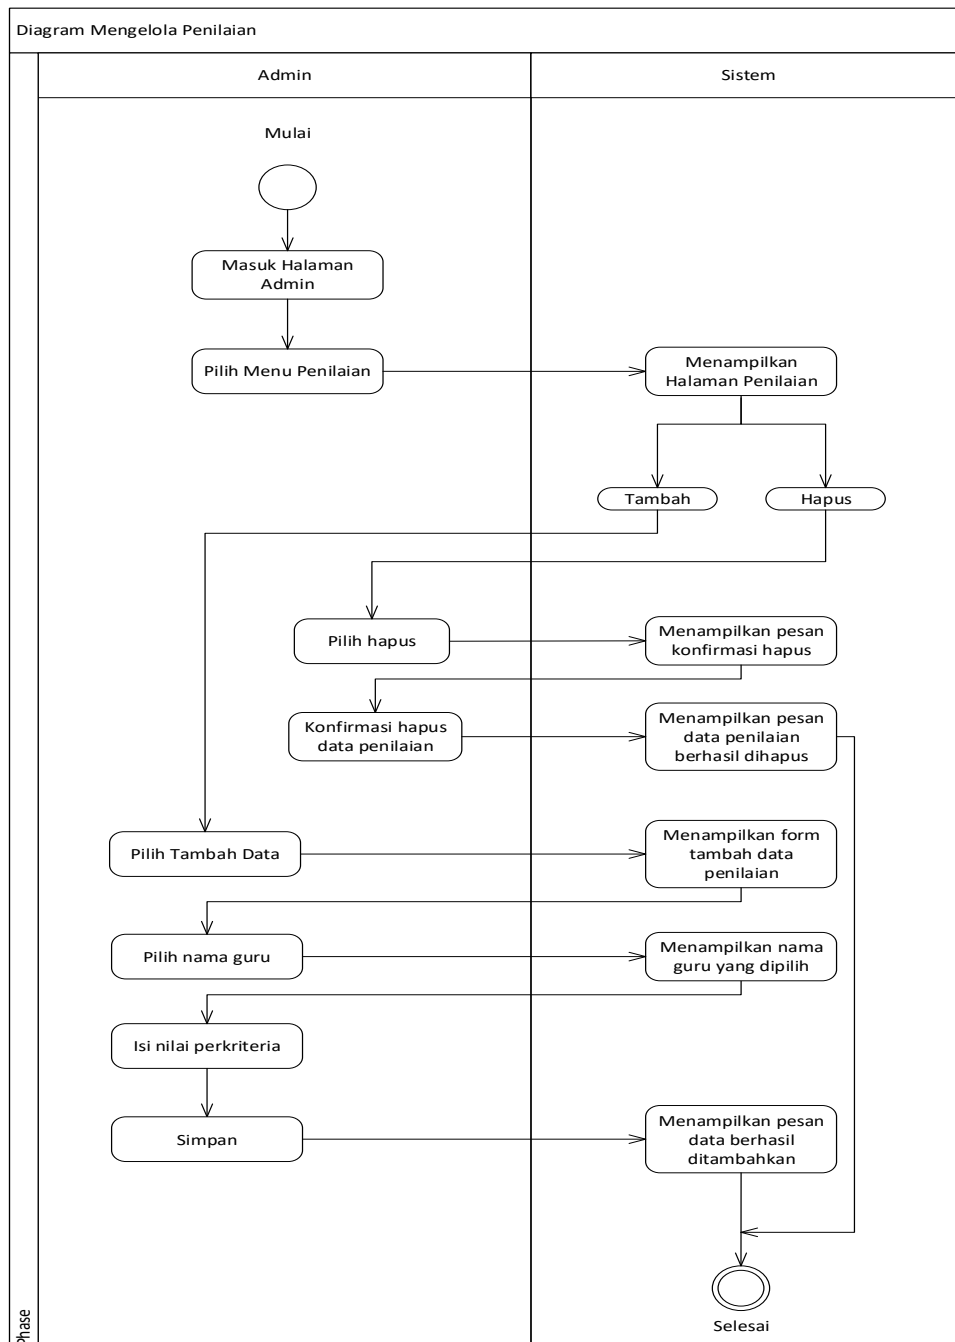 Diagram Mengelola Penilaian
Admin
Sistem
Mulai
Masuk Halaman
Admin
Pilih Menu Penilaian
Menampilkan
Halaman Penilaian
Tambah
Hapus
Pilih hapus
Menampilkan pesan
konfirmasi hapus
Konfirmasi hapus
data penilaian
Menampilkan pesan
data penilaian
berhasil dihapus
Pilih Tambah Data
Menampilkan form
tambah data
penilaian
Pilih nama guru
Menampilkan nama
guru yang dipilih
Isi nilai perkriteria
Simpan
Menampilkan pesan
data berhasil
ditambahkan
Selesai
Phase